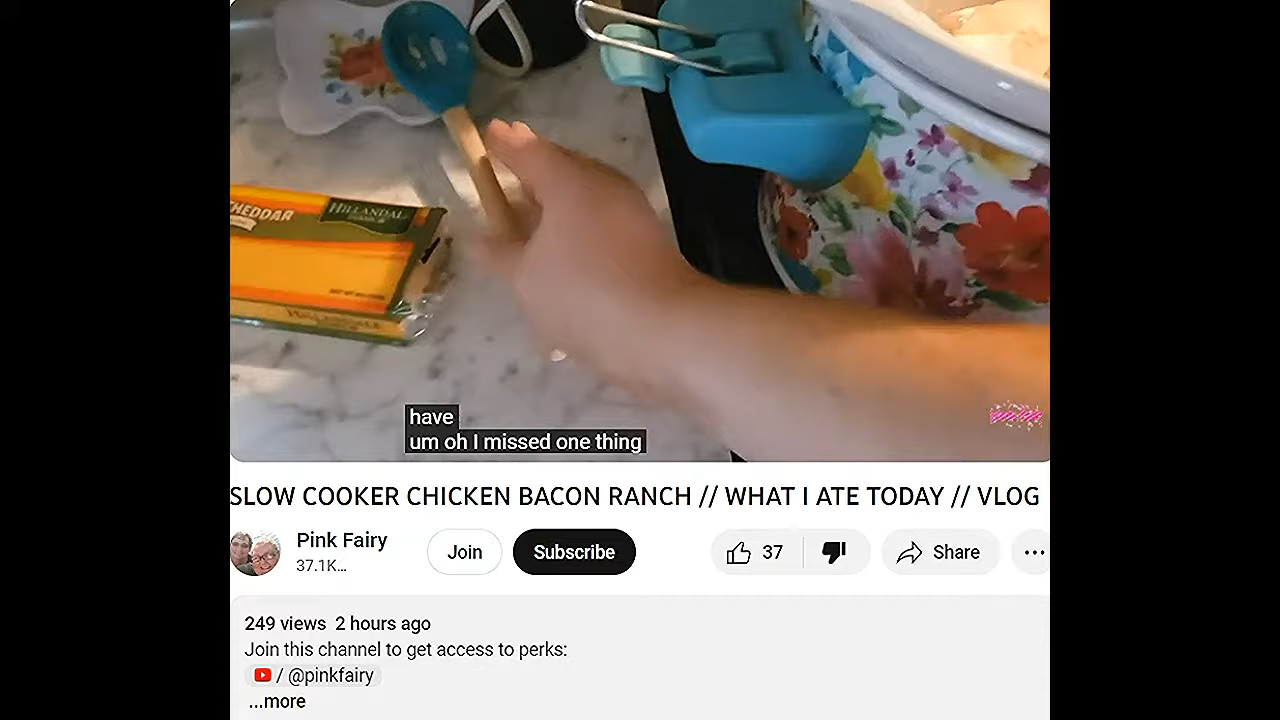 CHEDDAR
HILLANDAL
have
um oh I missed one thing
SLOW COOKER CHICKEN BACON RANCH // WHAT I ATE TODAY // VLOG
Pink Fairy
37.1K…
Join
Subscribe
37
Share
249 views 2 hours ago
Join this channel to get access to perks:
/ @pinkfairy
...more